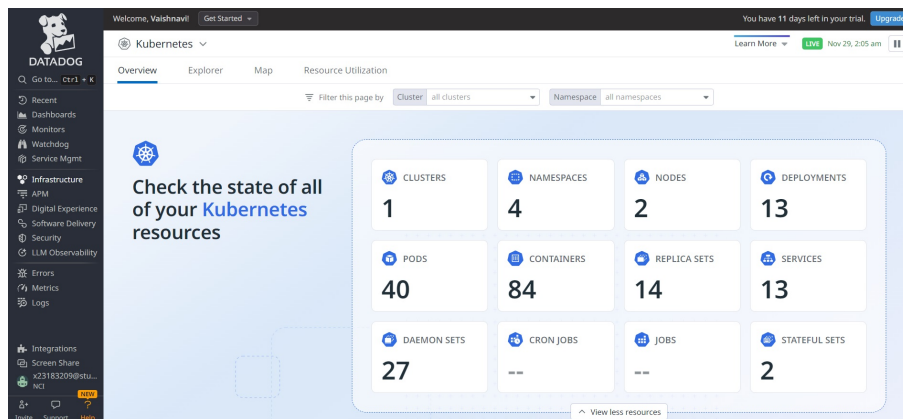 Welcome, Vaishnavi! Get Started
You have 11 days left in your trial. Upgrade
DATADOG
Go to... Ctrl + K
Recent
Dashboards
Monitors
Watchdog
Service Mgmt
Infrastructure
APM
Digital Experience
Software Delivery
Security
LLM Observability
Errors
Metrics
Logs
Integrations
Screen Share
x23183209@stu...
NCI
NEW
Invite Support Help
Kubernetes
Learn More LIVE Nov 29, 2:05 am
Overview Explorer Map Resource Utilization
Filter this page by Cluster all clusters Namespace all namespaces
Check the state of all
of your Kubernetes
resources
CLUSTERS NAMESPACES NODES DEPLOYMENTS
1 4 2 13
PODS CONTAINERS REPLICA SETS SERVICES
40 84 14 13
DAEMON SETS CRON JOBS JOBS STATEFUL SETS
27 -- -- 2
View less resources